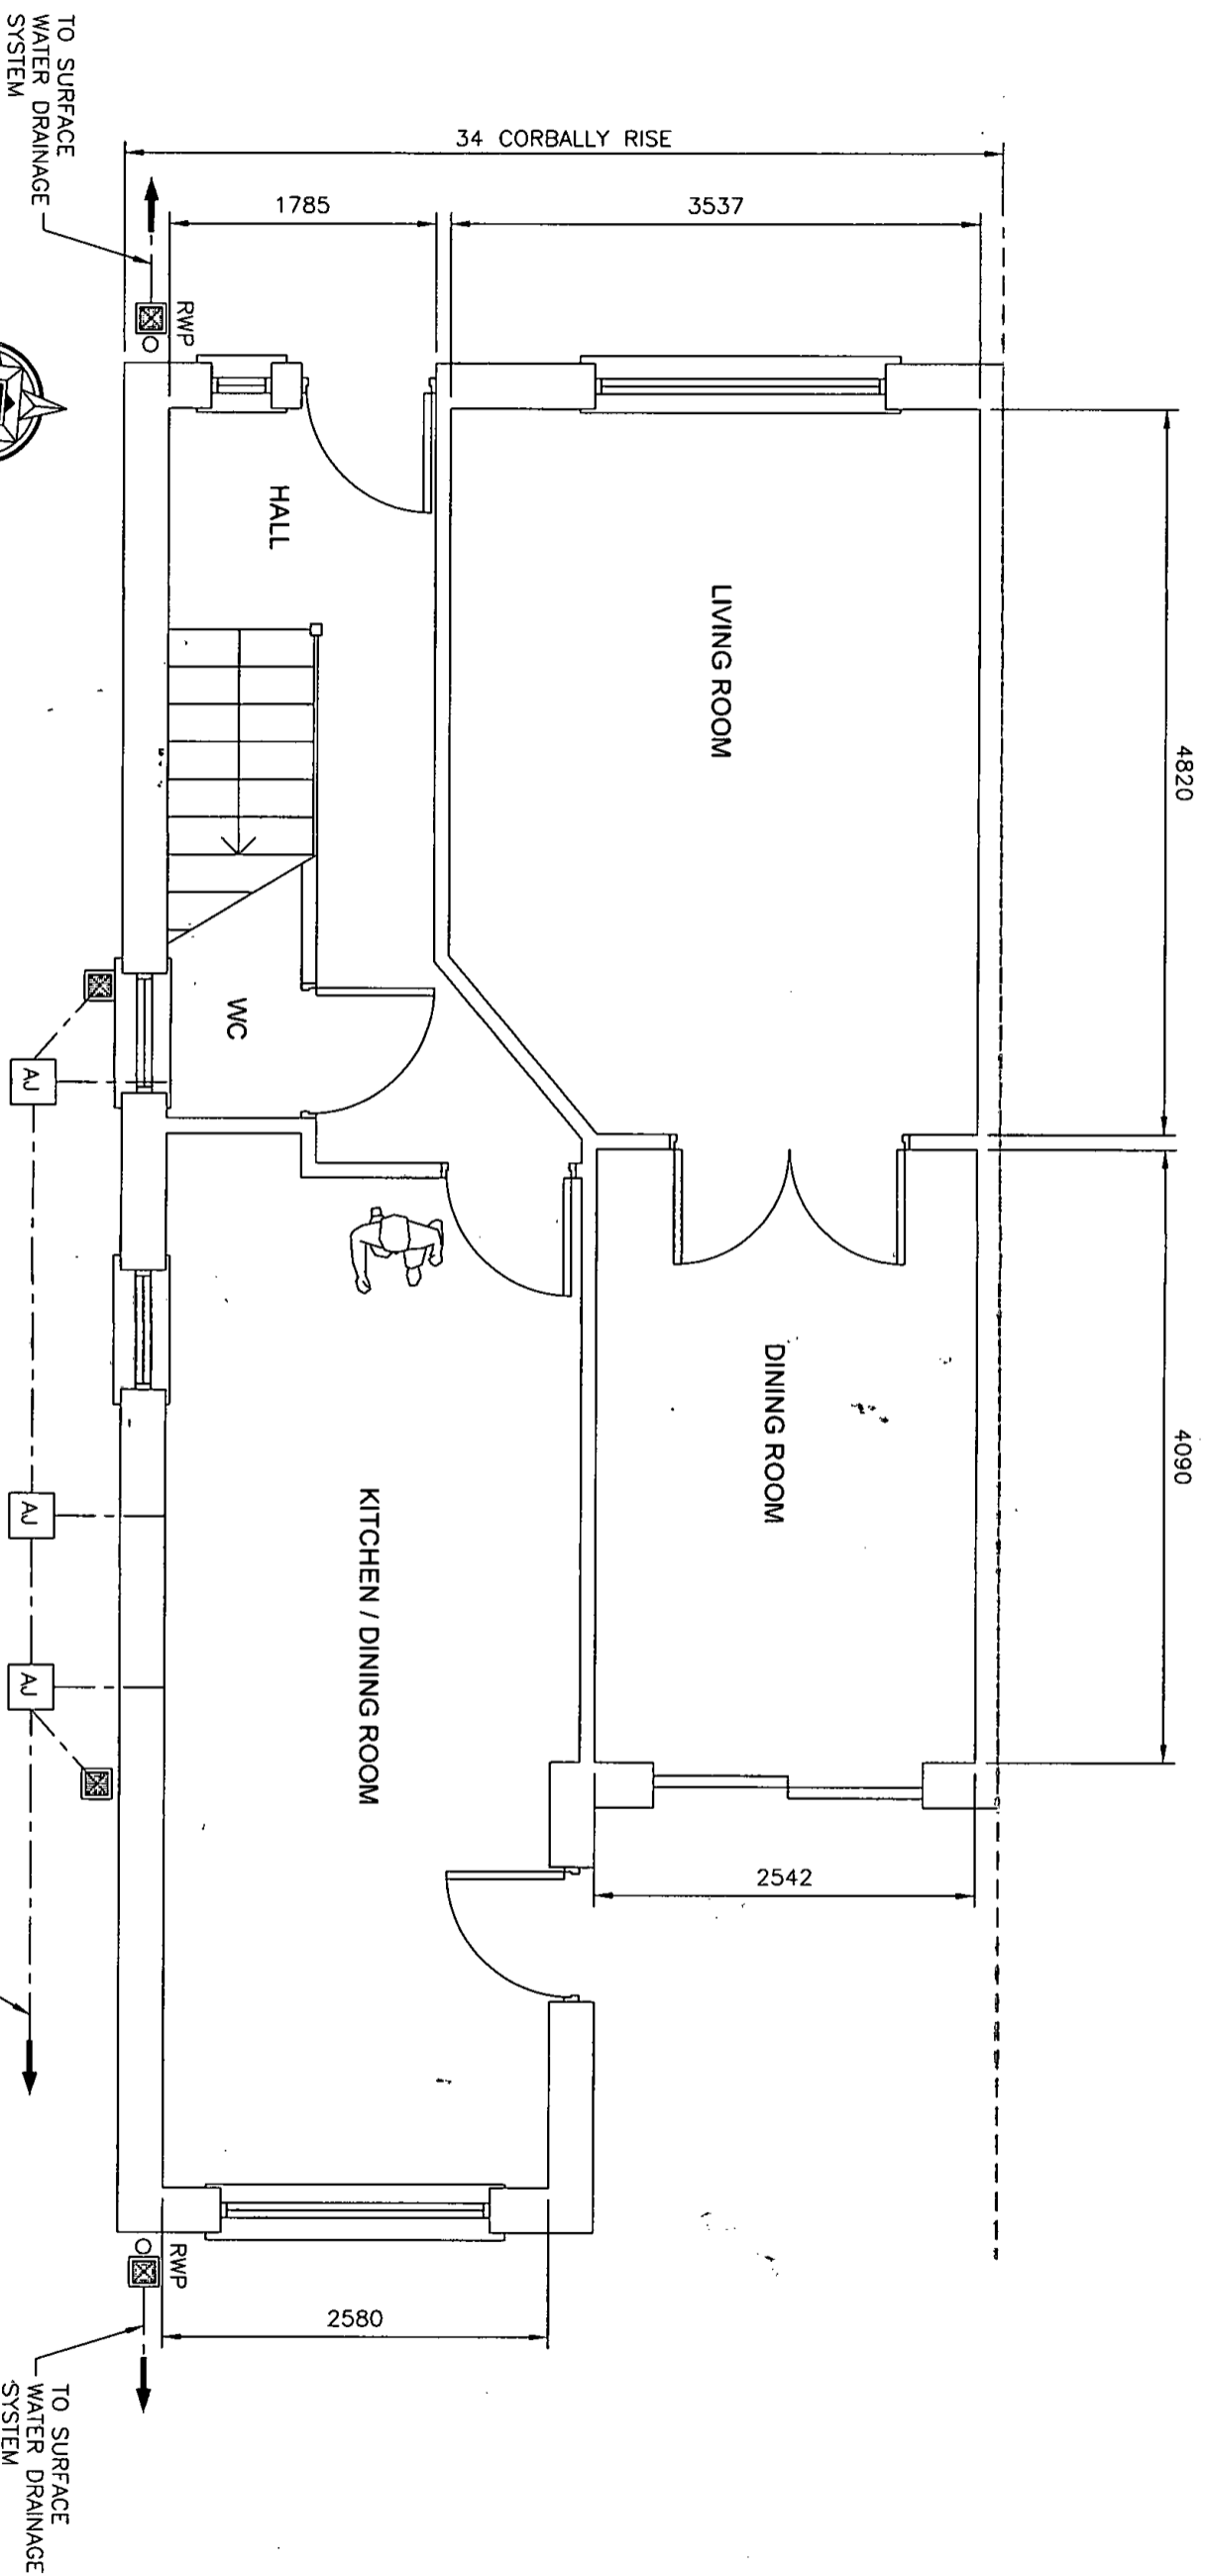 TO SURFACE
WATER DRAINAGE
SYSTEM
34 CORBALLY RISE
1785
3537
RWP
4820
HALL
LIVING ROOM
WC
AJ
4090
DINING ROOM
KITCHEN / DINING ROOM
AJ
AJ
2542
RWP
2580
TO SURFACE
WATER DRAINAGE
SYSTEM